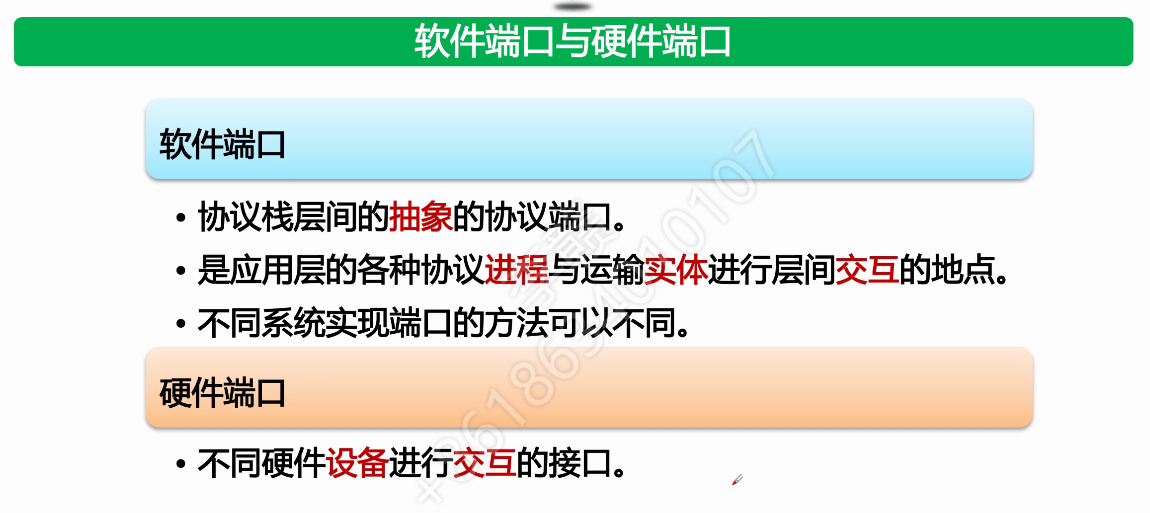 软件端口与硬件端口
软件端口
• 协议栈层间的抽象的协议端口。
• 是应用层的各种协议进程与运输实体进行层间交互的地点。
• 不同系统实现端口的方法可以不同。
硬件端口
• 不同硬件设备进行交互的接口。